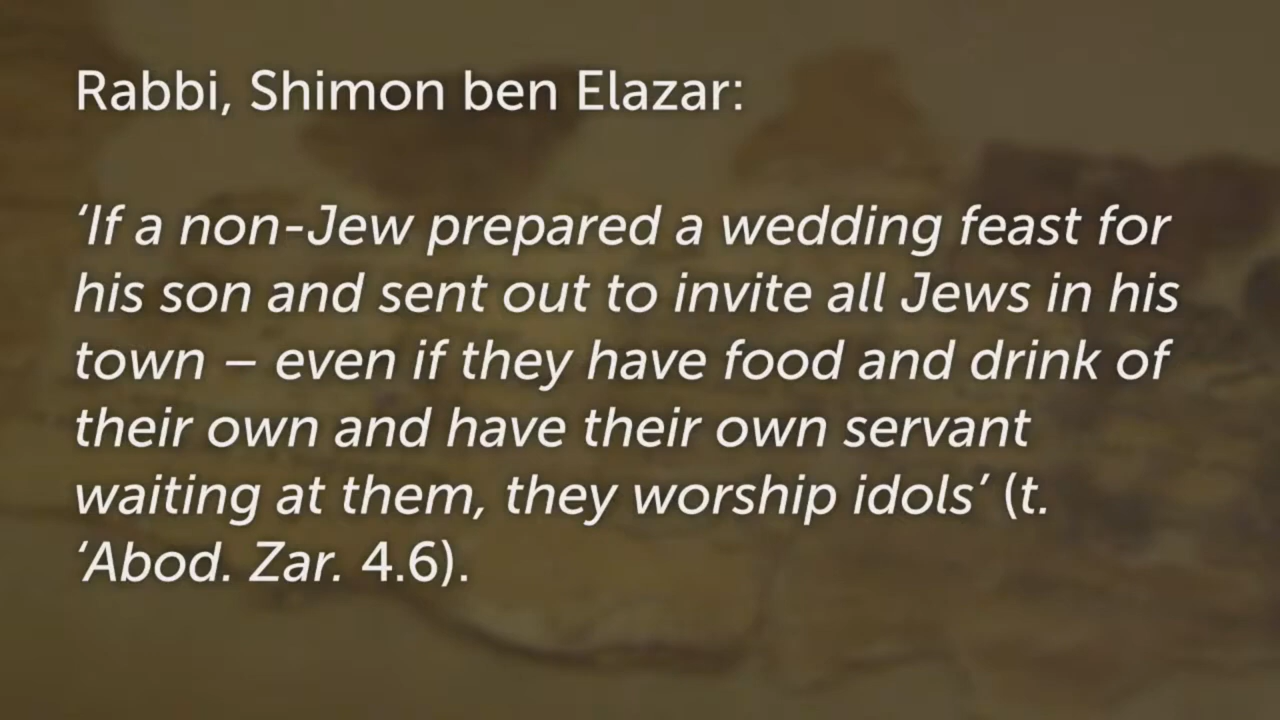 Rabbi, Shimon ben Elazar:
‘If a non-Jew prepared a wedding feast for
his son and sent out to invite all Jews in his
town – even if they have food and drink of
their own and have their own servant
waiting at them, they worship idols’ (t.
‘Abod. Zar. 4.6).